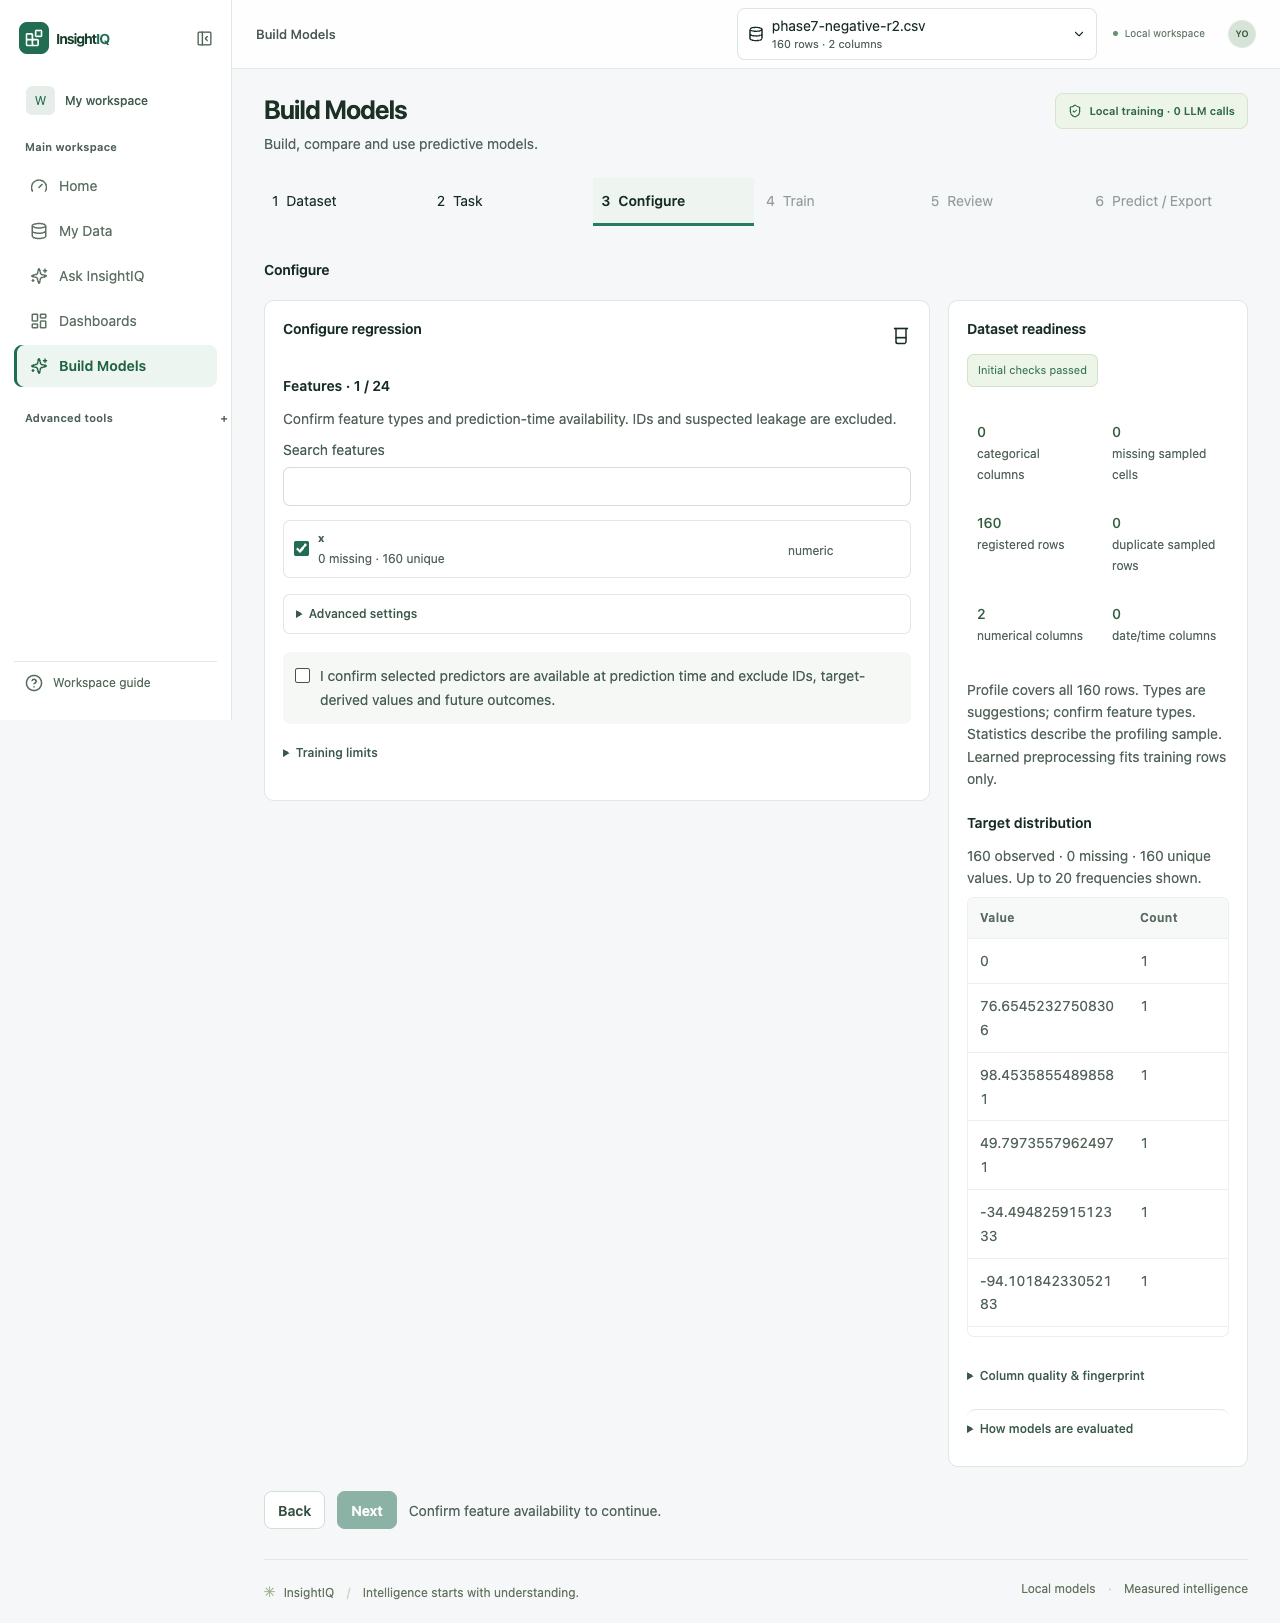 InsightIQ
W My workspace
Main workspace
Home
My Data
Ask InsightIQ
Dashboards
Build Models
Advanced tools +
Workspace guide
Build Models
phase7-negative-r2.csv
160 rows · 2 columns
Local workspace
YO
Build Models
Build, compare and use predictive models.
Local training · 0 LLM calls
1 Dataset
2 Task
3 Configure
4 Train
5 Review
6 Predict / Export
Configure
Configure regression
Features · 1 / 24
Confirm feature types and prediction-time availability. IDs and suspected leakage are excluded.
Search features
x
0 missing · 160 unique
numeric
Advanced settings
I confirm selected predictors are available at prediction time and exclude IDs, target-
derived values and future outcomes.
Training limits
Dataset readiness
Initial checks passed
0
categorical
columns
0
missing sampled
cells
160
registered rows
0
duplicate sampled
rows
2
numerical columns
0
date/time columns
Profile covers all 160 rows. Types are
suggestions; confirm feature types.
Statistics describe the profiling sample.
Learned preprocessing fits training rows
only.
Target distribution
160 observed · 0 missing · 160 unique
values. Up to 20 frequencies shown.
Value Count
0 1
76.6545232750830 1
6
98.4535855489858 1
1
49.7973557962497 1
1
-34.494825915123 1
33
-94.101842330521 1
83
Column quality & fingerprint
How models are evaluated
Back
Next
Confirm feature availability to continue.
InsightIQ / Intelligence starts with understanding.
Local models · Measured intelligence